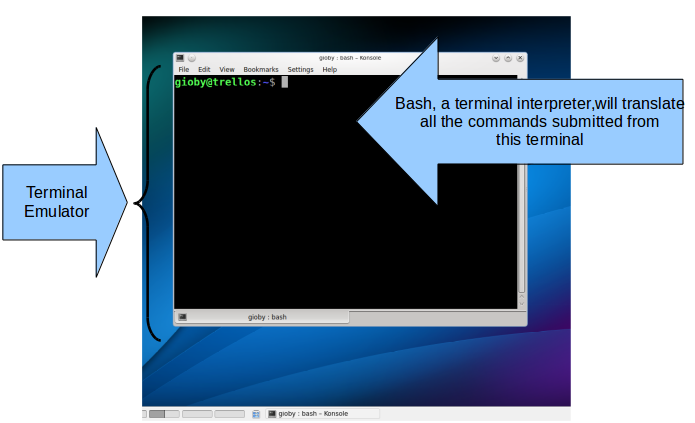 gioby : bash – Konsole
File Edit View Bookmarks Settings Help
gioby@trellos:~$
Bash, a terminal interpreter,will translate
all the commands submitted from
this terminal
Terminal
Emulator
gioby : bash
gioby : bash – Konsole